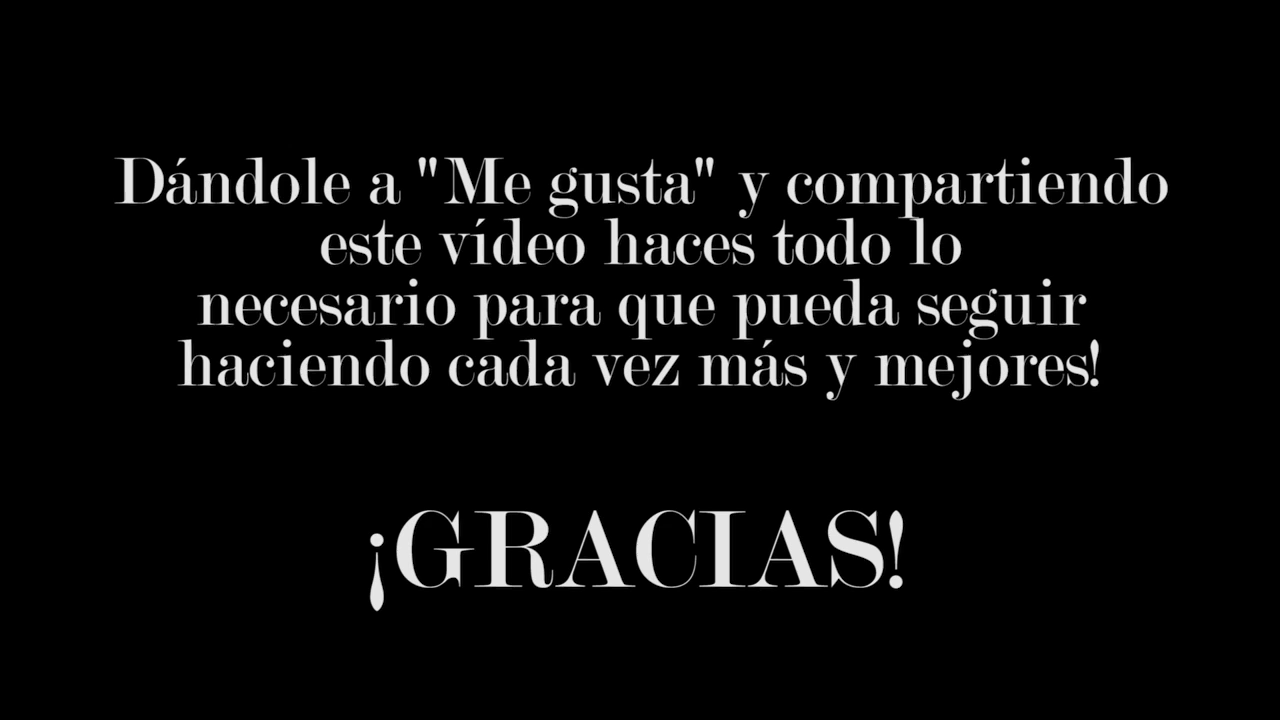 Dándole a "Me gusta" y compartiendo
este vídeo haces todo lo
necesario para que pueda seguir
haciendo cada vez más y mejores!
¡GRACIAS!